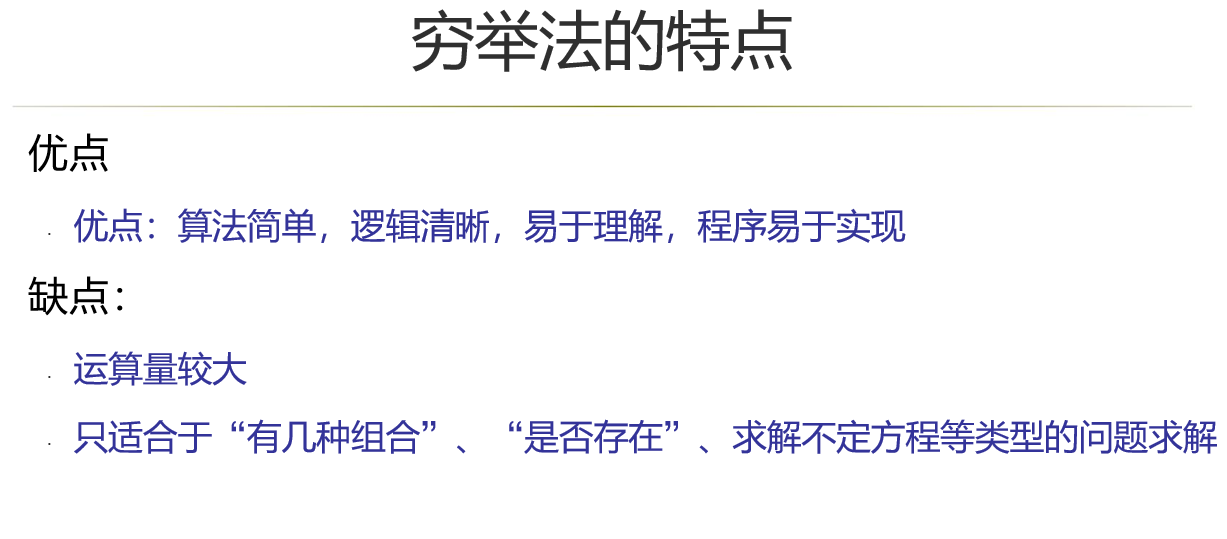 穷举法的特点
优点
· 优点：算法简单，逻辑清晰，易于理解，程序易于实现
缺点：
· 运算量较大
· 只适合于“有几种组合”、“是否存在”、求解不定方程等类型的问题求解